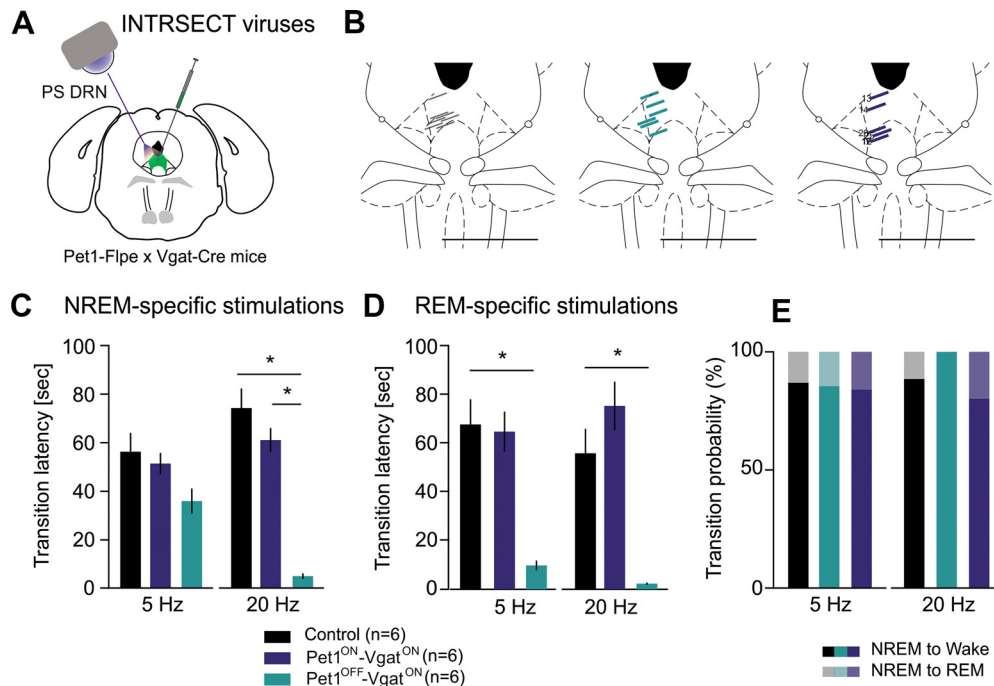 A INTRSECT viruses
PS DRN
Pet1-Flpe x Vgat-Cre mice
B
13
14
12
C NREM-specific stimulations
Transition latency [sec]
100
80
60
40
20
0
5 Hz 20 Hz
* *
D REM-specific stimulations
Transition latency [sec]
100
80
60
40
20
0
5 Hz 20 Hz
* *
Control (n=6)
Pet1ON-VgatON (n=6)
Pet1OFF-VgatON (n=6)
E
Transition probability (%)
100
50
0
5 Hz 20 Hz
NREM to Wake
NREM to REM